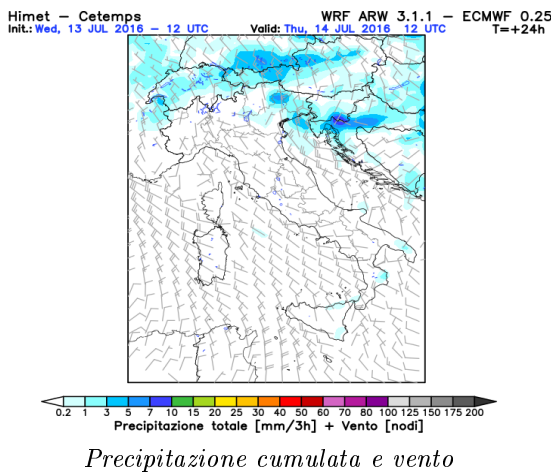 Himet – Cetemps WRF ARW 3.1.1 – ECMWF 0.25
Init.: Wed, 13 JUL 2016 – 12 UTC Valid: Thu, 14 JUL 2016 12 UTC T=+24h
0.2 1 3 5 7 10 15 20 25 30 40 50 60 70 80 100 125 150 175 200
Precipitazione totale [mm/3h] + Vento [nodi]
Precipitazione cumulata e vento